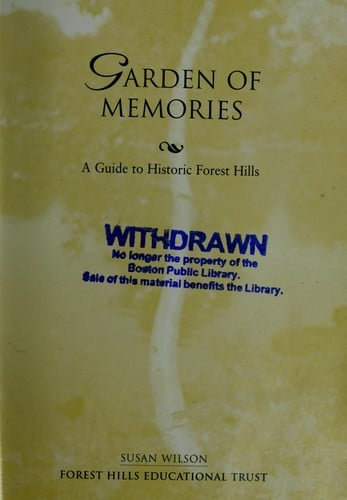 GARDEN OF
MEMORIES
A Guide to Historic Forest Hills
WITHDRAWN
No longer the property of the
Boston Public Library.
Sale of this material benefits the Library.
SUSAN WILSON
FOREST HILLS EDUCATIONAL TRUST